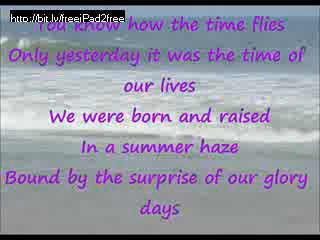 http://bit.ly/freeiPad2free
You know how the time flies
Only yesterday it was the time of
our lives
We were born and raised
In a summer haze
Bound by the surprise of our glory
days